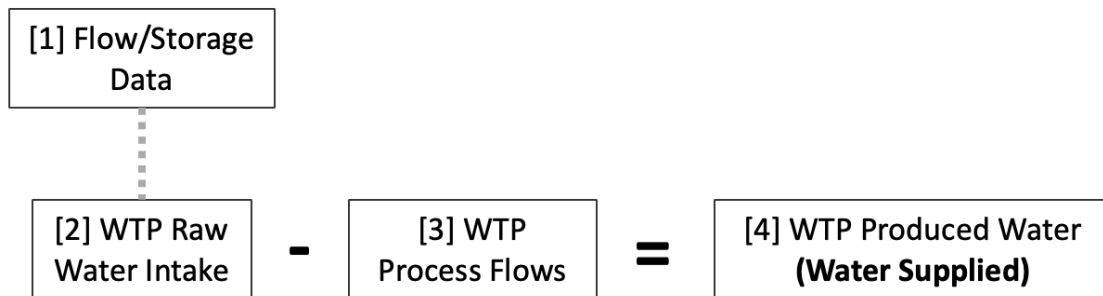 [1] Flow/Storage
Data
[2] WTP Raw
Water Intake
-
[3] WTP
Process Flows
=
[4] WTP Produced Water
(Water Supplied)